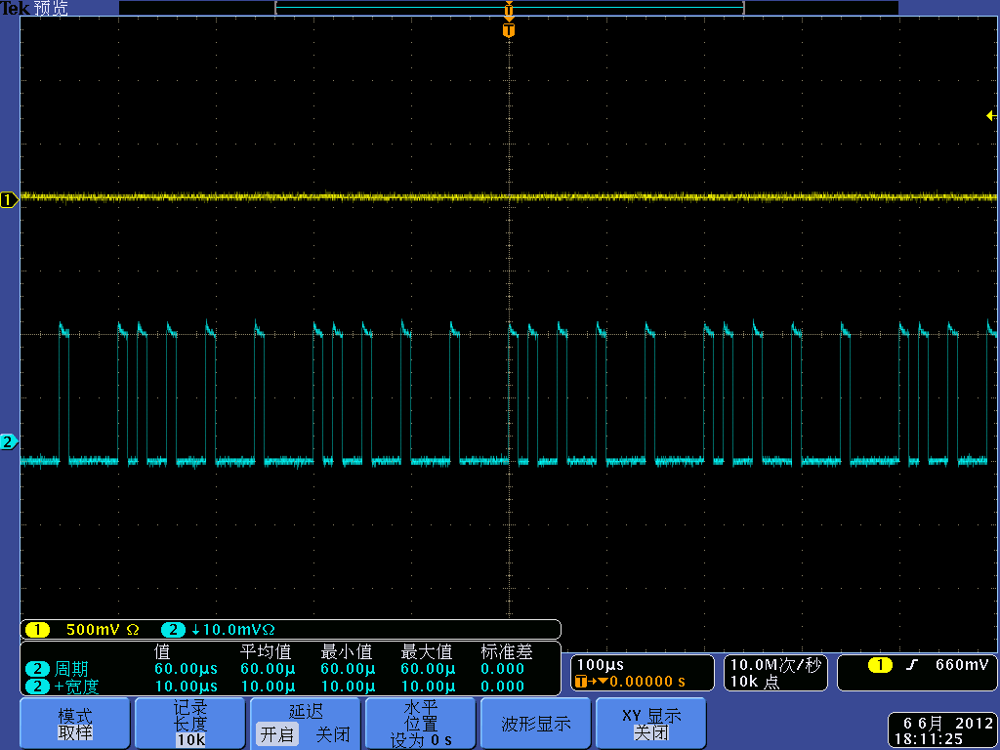 Tek 预览
T
T
1
2
1 500mV Ω 2 ↓10.0mVΩ
值 平均值 最小值 最大值 标准差
2 周期 60.00µs 60.00µ 60.00µ 60.00µ 0.000
2 +宽度 10.00µs 10.00µ 10.00µ 10.00µ 0.000
100µs
T→▼0.00000 s
10.0M次/秒
10k 点
1 ƒ 660mV
模式
取样
记录
长度
10k
延迟
开启 关闭
水平
位置
设为 0 s
波形显示
XY 显示
关闭
6 6月 2012
18:11:25